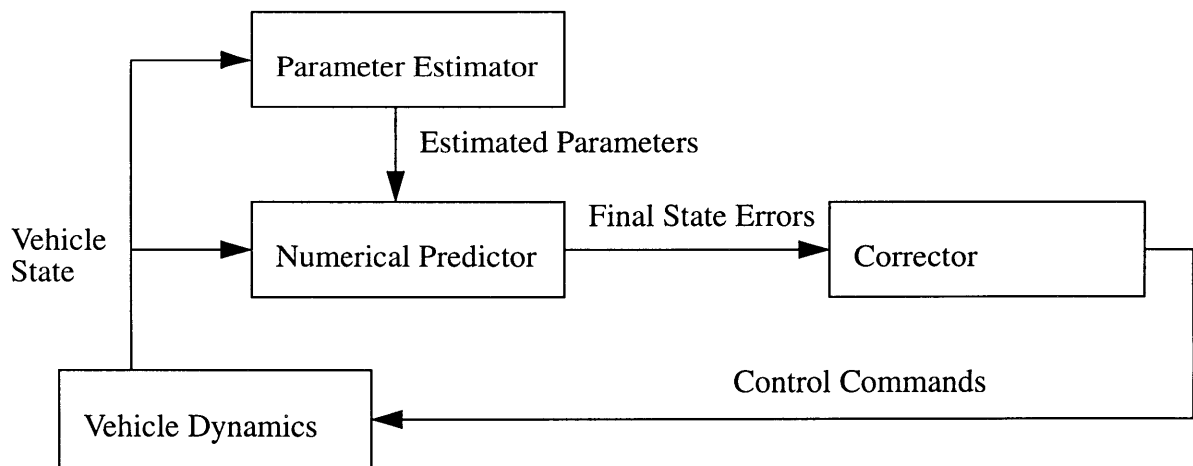 Parameter Estimator
Estimated Parameters
Final State Errors
Vehicle
State
Numerical Predictor
Corrector
Control Commands
Vehicle Dynamics